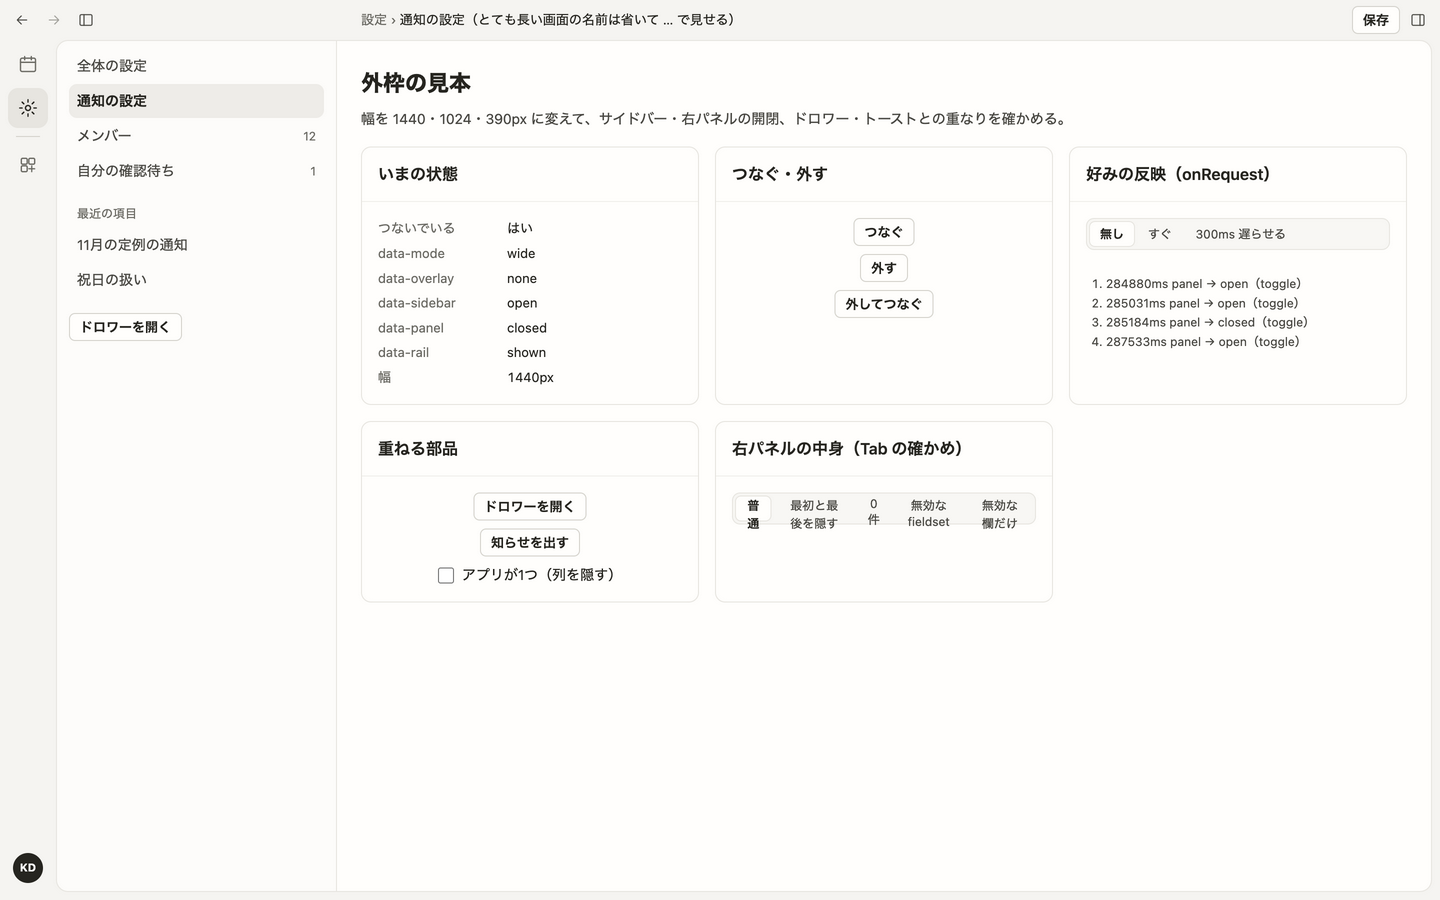 設定 › 通知の設定（とても長い画面の名前は省いて ... で見せる）
保存
全体の設定
通知の設定
メンバー 12
自分の確認待ち 1
最近の項目
11月の定例の通知
祝日の扱い
ドロワーを開く
KD
外枠の見本
幅を 1440・1024・390px に変えて、サイドバー・右パネルの開閉、ドロワー・トーストとの重なりを確かめる。
いまの状態
つないでいる はい
data-mode wide
data-overlay none
data-sidebar open
data-panel closed
data-rail shown
幅 1440px
つなぐ・外す
つなぐ
外す
外してつなぐ
好みの反映（onRequest）
無し すぐ 300ms 遅らせる
1. 284880ms panel → open（toggle）
2. 285031ms panel → open（toggle）
3. 285184ms panel → closed（toggle）
4. 287533ms panel → open（toggle）
重ねる部品
ドロワーを開く
知らせを出す
アプリが1つ（列を隠す）
右パネルの中身（Tab の確かめ）
普 最初と最 0 無効な 無効な
通 後を隠す 件 fieldset 欄だけ